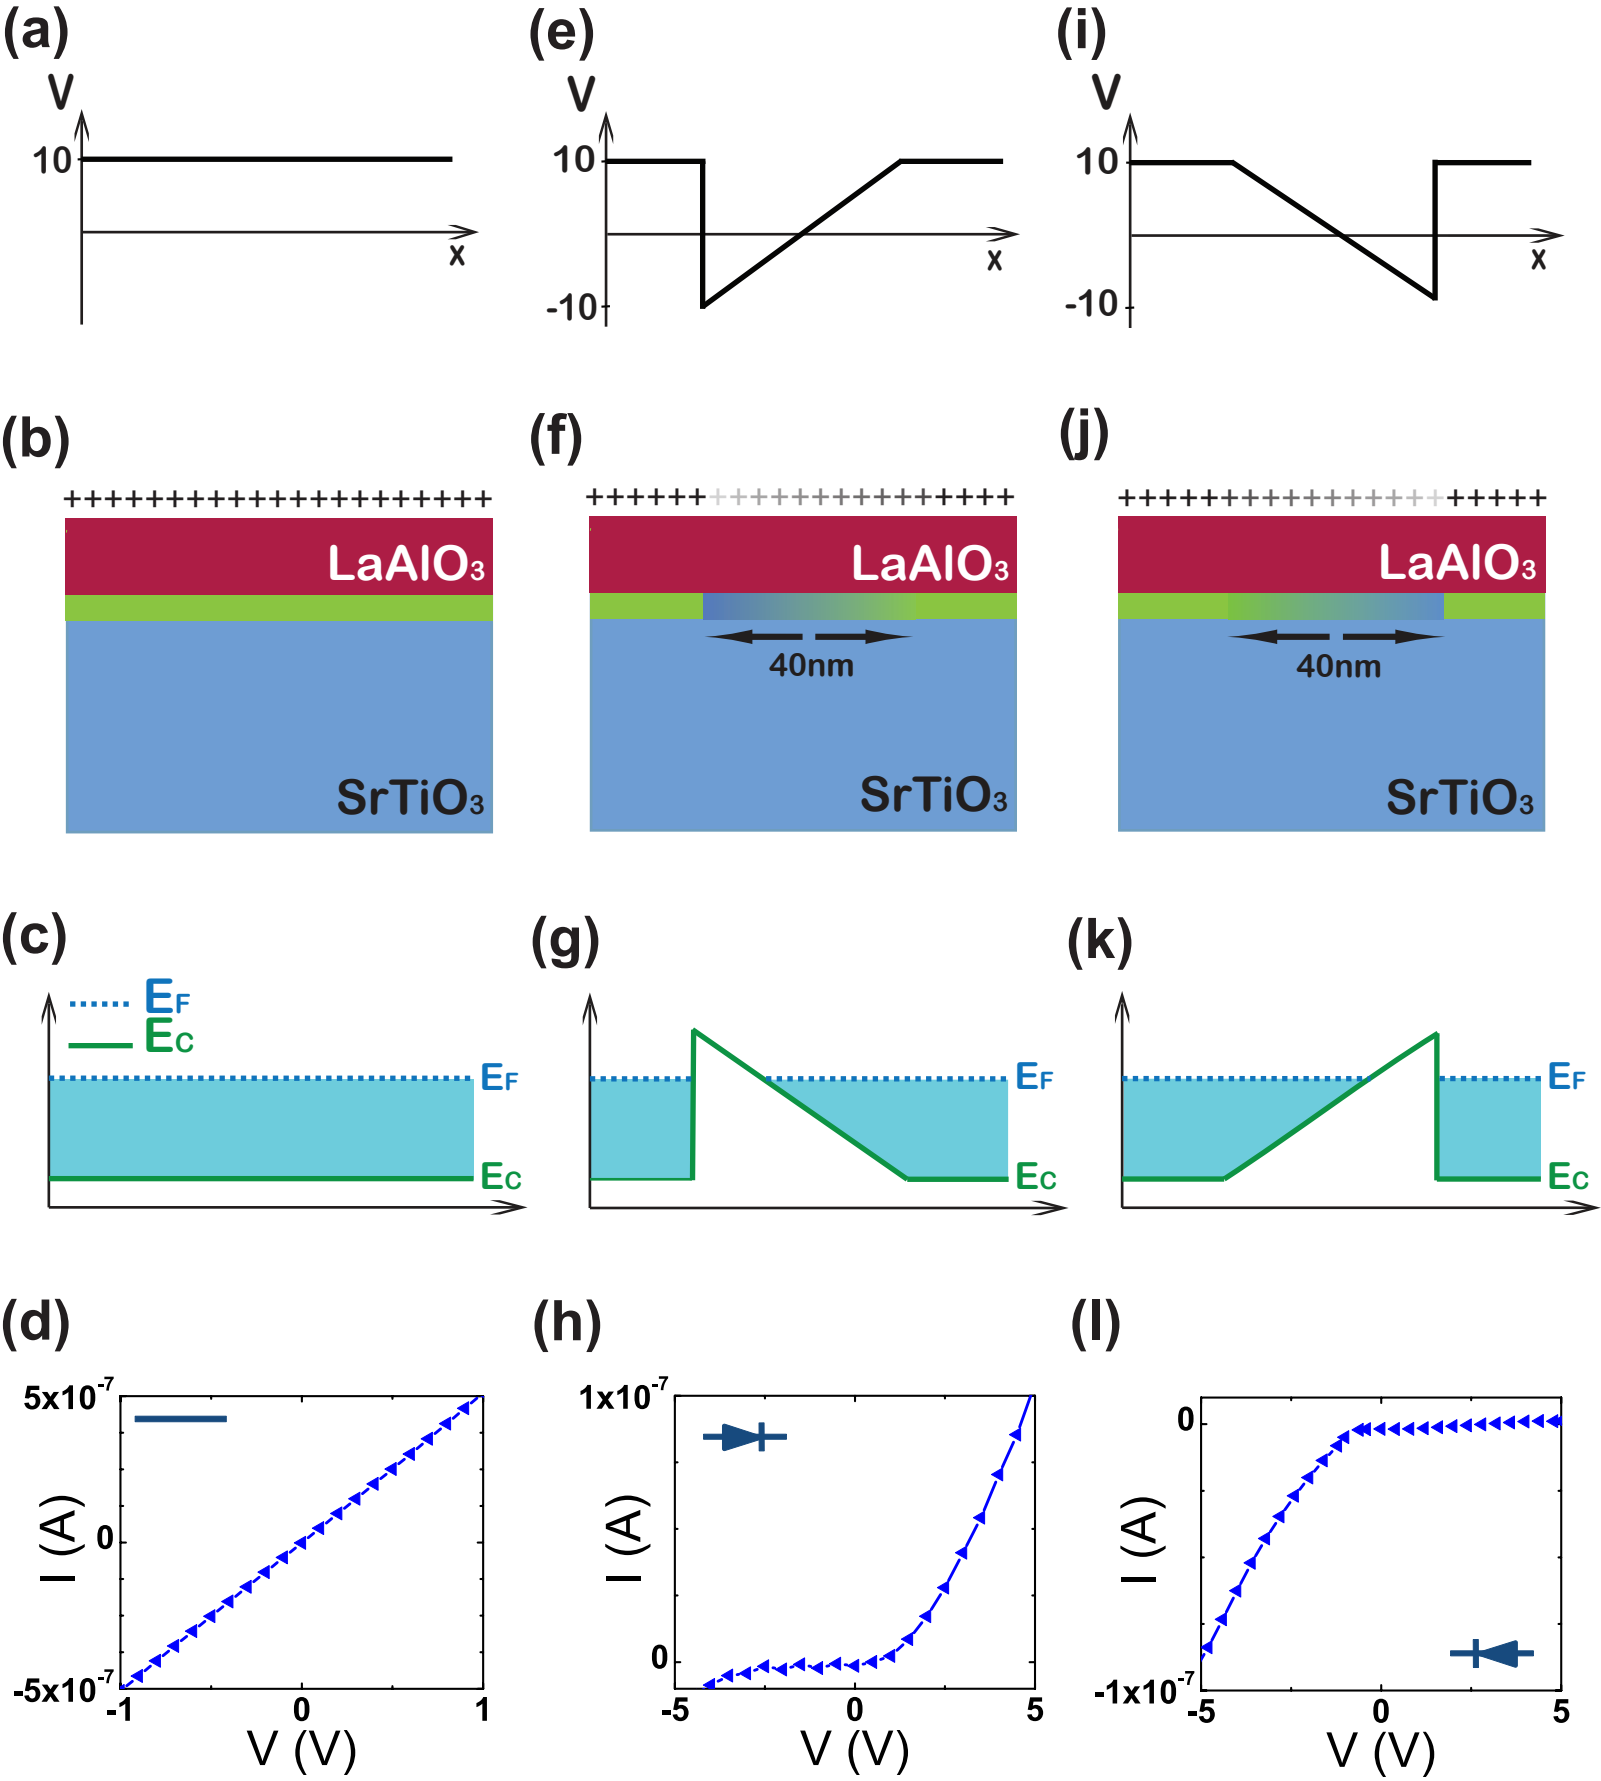 (a)
(e)
(i)
V
V
V
10
10
10
x
x
x
-10
-10
(b)
(f)
(j)
+++++++++++++++++++++
+++++++++++++++++++++
+++++++++++++++++++++
LaAlO3
LaAlO3
LaAlO3
40nm
40nm
SrTiO3
SrTiO3
SrTiO3
(c)
(g)
(k)
EF
EC
EF
EF
EF
EC
EC
EC
(d)
(h)
(l)
5x10-7
0
-5x10-7
I (A)
-1
0
1
V (V)
1x10-7
0
I (A)
-5
0
5
V (V)
0
-1x10-7
I (A)
-5
0
5
V (V)